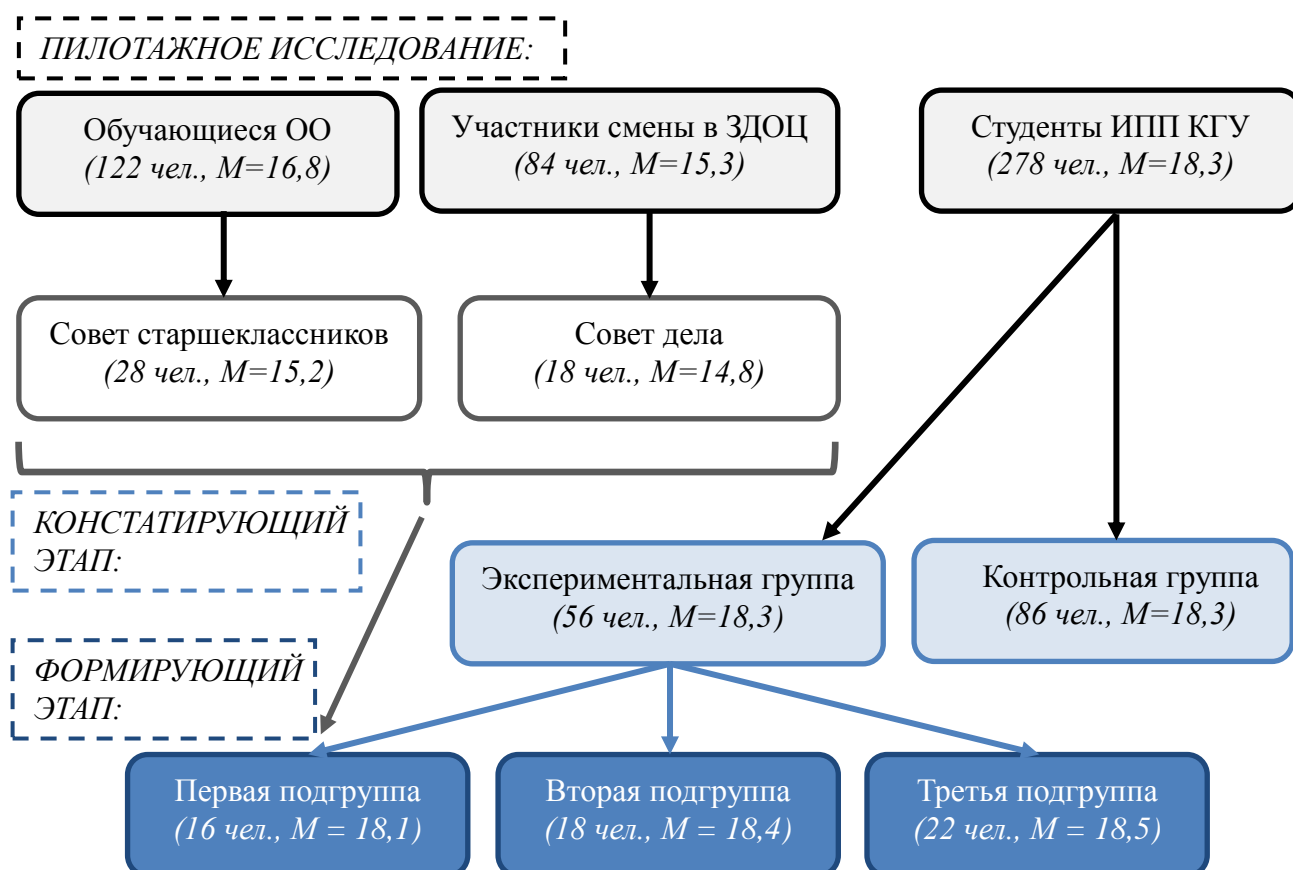 ПИЛОТАЖНОЕ ИССЛЕДОВАНИЕ:
Обучающиеся ОО
(122 чел., M=16,8)
Участники смены в ЗДОЦ
(84 чел., M=15,3)
Студенты ИПП КГУ
(278 чел., M=18,3)
Совет старшеклассников
(28 чел., M=15,2)
Совет дела
(18 чел., M=14,8)
КОНСТАТИРУЮЩИЙ
ЭТАП:
Экспериментальная группа
(56 чел., M=18,3)
Контрольная группа
(86 чел., M=18,3)
ФОРМИРУЮЩИЙ
ЭТАП:
Первая подгруппа
(16 чел., M = 18,1)
Вторая подгруппа
(18 чел., M = 18,4)
Третья подгруппа
(22 чел., M = 18,5)